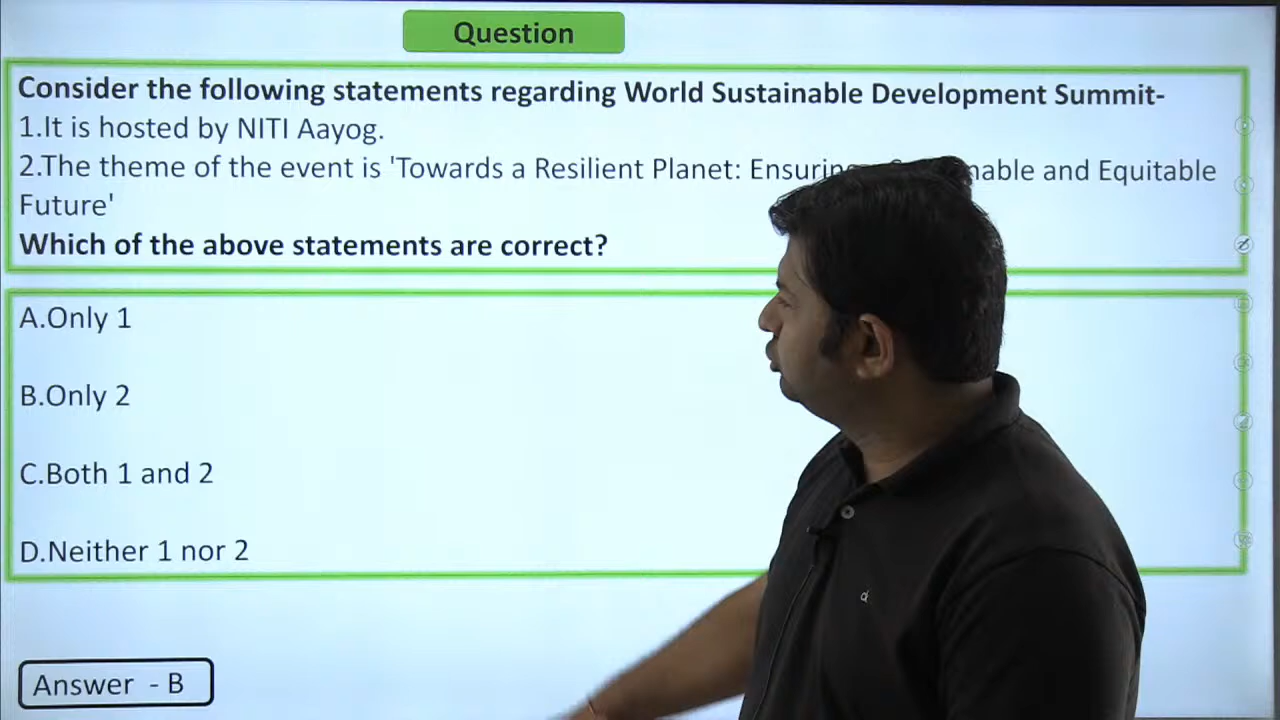 Question
Consider the following statements regarding World Sustainable Development Summit-
1.It is hosted by NITI Aayog.
2.The theme of the event is 'Towards a Resilient Planet: and Equitable
Future'
Which of the above statements are correct?
A.Only 1
B.Only 2
C.Both 1 and 2
D.Neither 1 nor 2
Answer - B